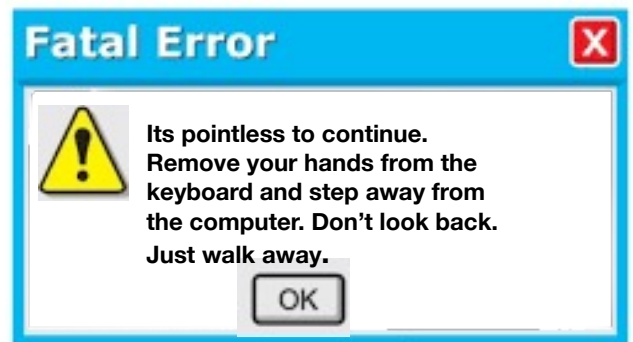 Fatal Error
X
Its pointless to continue.
Remove your hands from the
keyboard and step away from
the computer. Don’t look back.
Just walk away.
OK